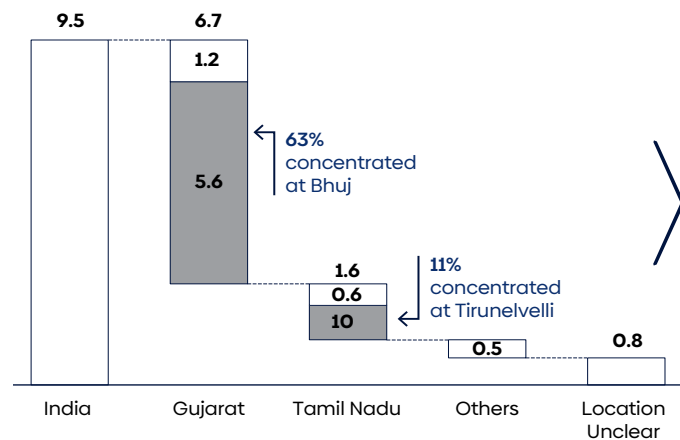 9.5
6.7
1.2
63%
concentrated
at Bhuj
5.6
1.6
0.6
10
11%
concentrated
at Tirunelvelli
0.5
0.8
India
Gujarat
Tamil Nadu
Others
Location
Unclear